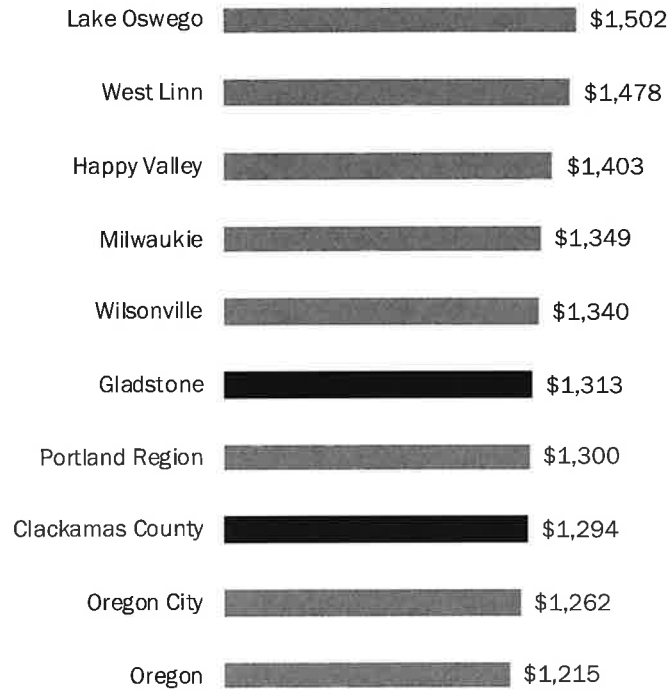 Lake Oswego $1,502
West Linn $1,478
Happy Valley $1,403
Milwaukie $1,349
Wilsonville $1,340
Gladstone $1,313
Portland Region $1,300
Clackamas County $1,294
Oregon City $1,262
Oregon $1,215